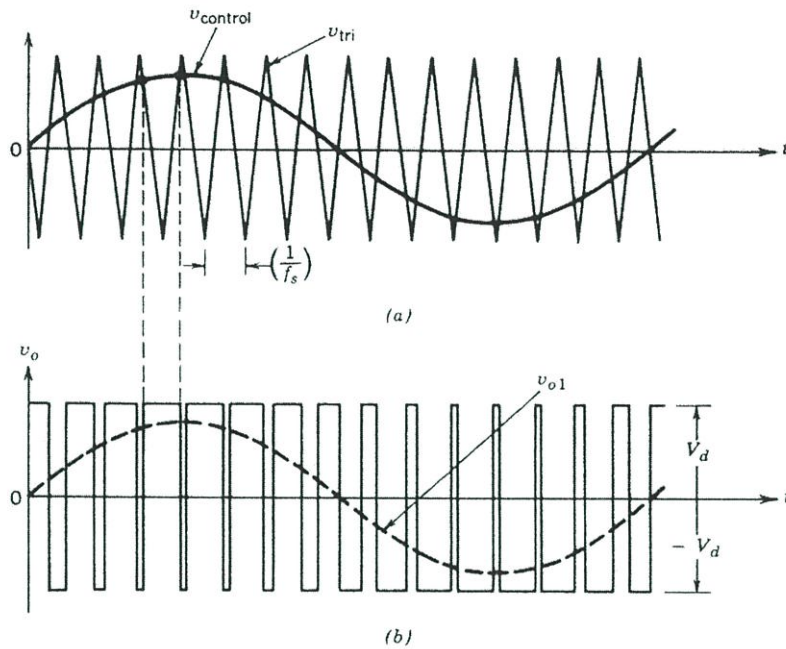 v_control
v_tri
0
t
(1/f_s)
(a)
v_o
v_o1
V_d
0
t
- V_d
(b)